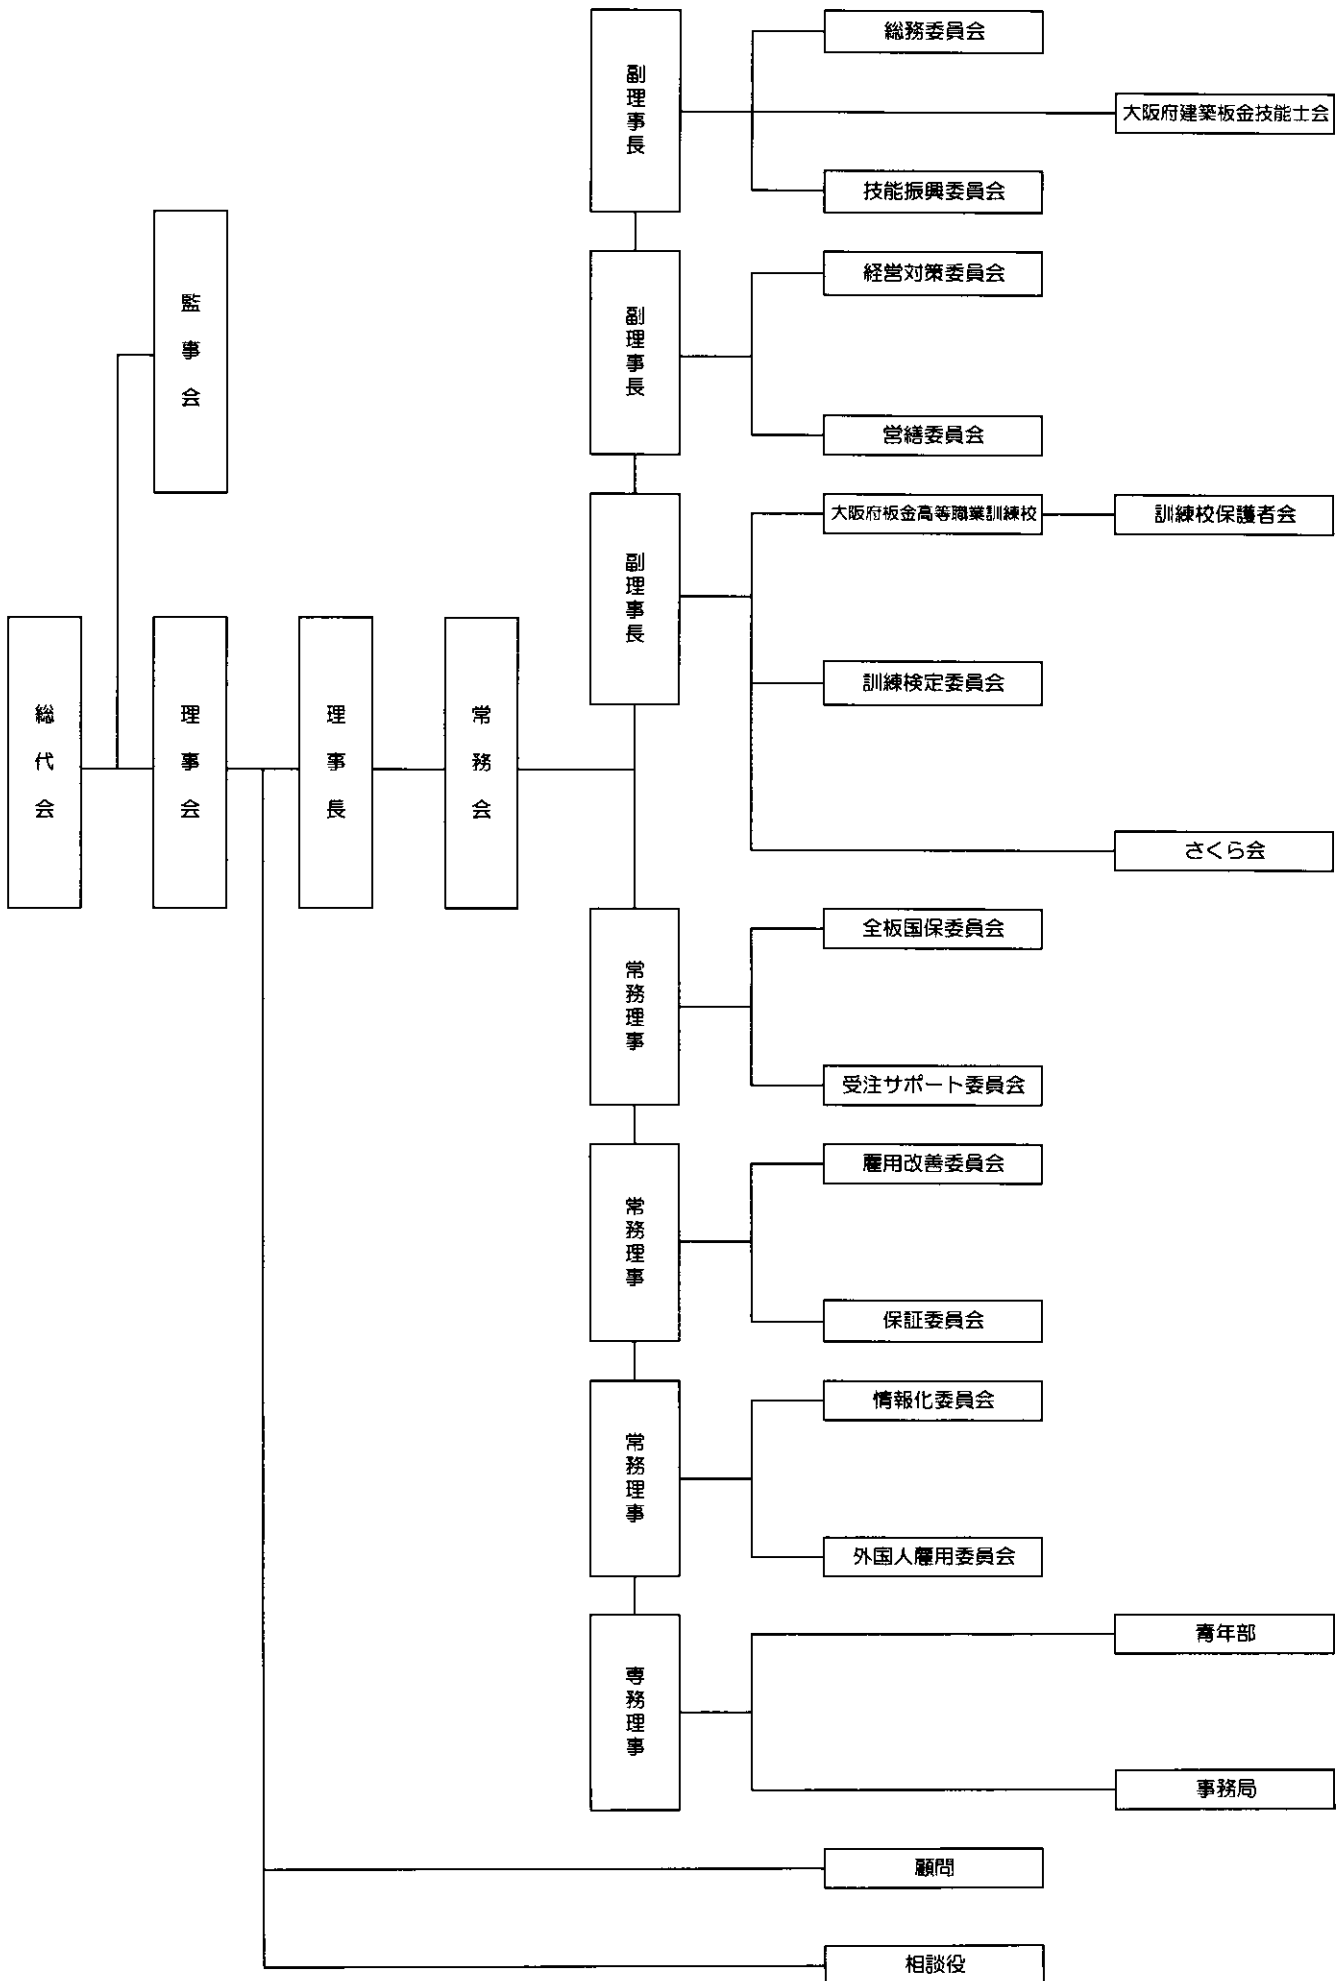 総代会
監事会
理事会
理事長
常務会
副理事長
総務委員会
大阪府建築板金技能士会
技能振興委員会
副理事長
経営対策委員会
営繕委員会
副理事長
大阪府板金高等職業訓練校
訓練校保護者会
訓練検定委員会
さくら会
常務理事
全板国保委員会
受注サポート委員会
常務理事
雇用改善委員会
保証委員会
常務理事
情報化委員会
外国人雇用委員会
専務理事
青年部
事務局
顧問
相談役